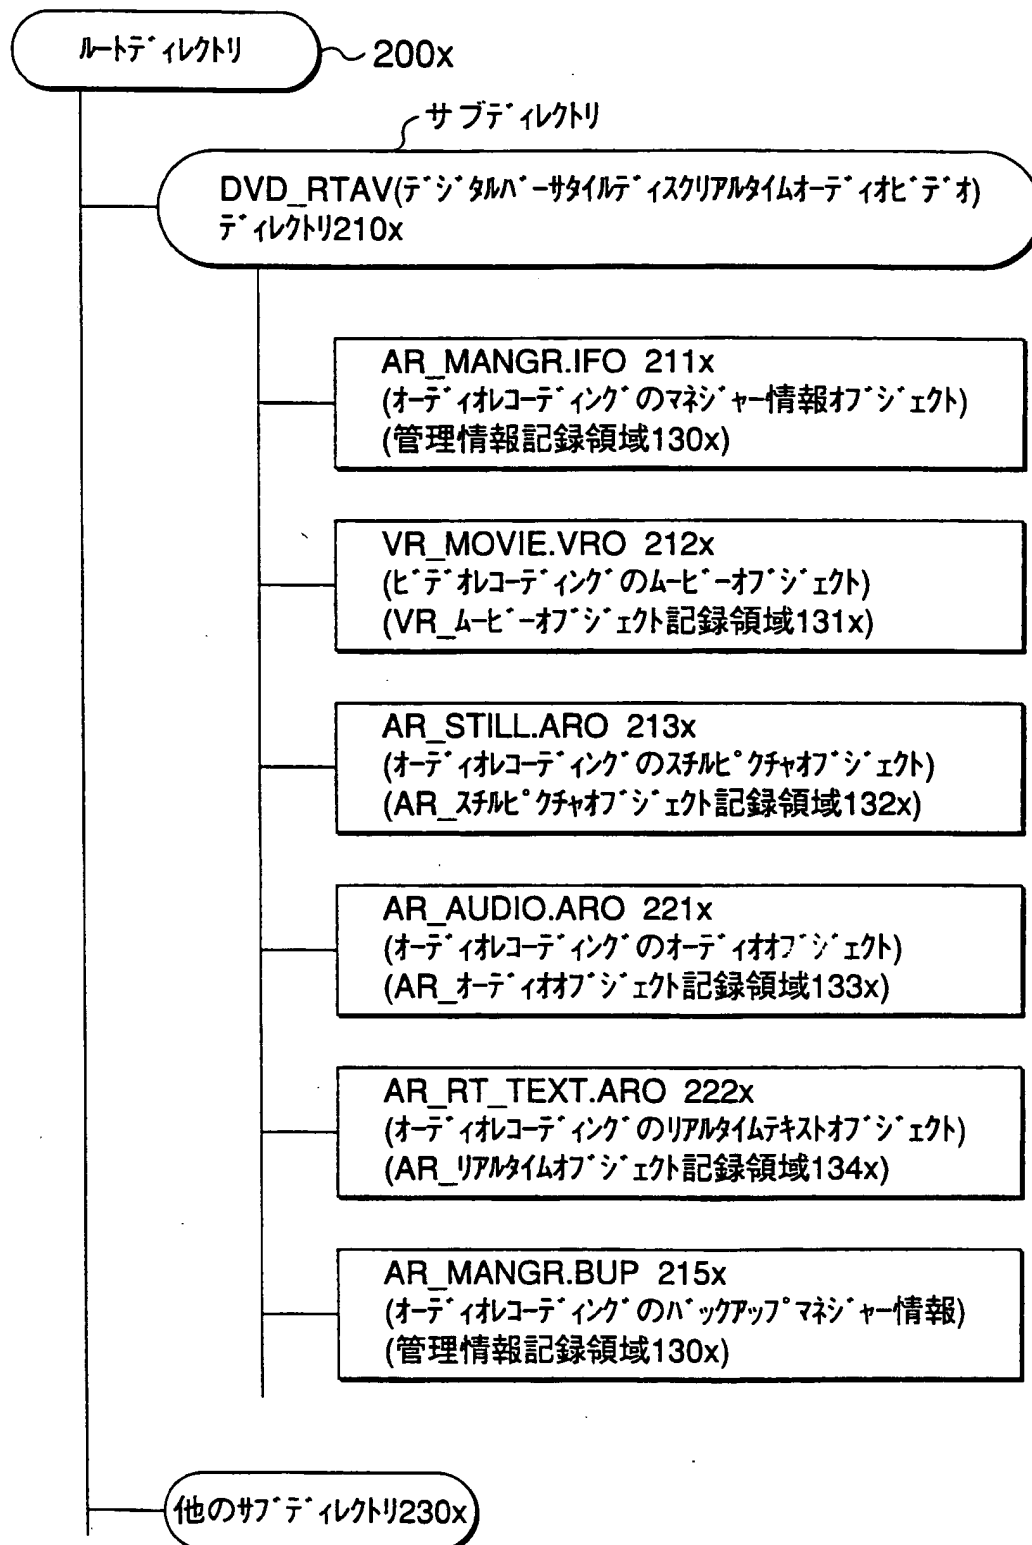 ルートディレクトリ
200x
サブディレクトリ
DVD_RTAV(デジタルバーサタイルディスクリアルタイムオーディオビデオ)
ディレクトリ210x
AR_MANGR.IFO 211x
(オーディオレコーディングのマネジャー情報オブジェクト)
(管理情報記録領域130x)
VR_MOVIE.VRO 212x
(ビデオレコーディングのムービーオブジェクト)
(VR_ムービーオブジェクト記録領域131x)
AR_STILL.ARO 213x
(オーディオレコーディングのスチルピクチャオブジェクト)
(AR_スチルピクチャオブジェクト記録領域132x)
AR_AUDIO.ARO 221x
(オーディオレコーディングのオーディオオブジェクト)
(AR_オーディオオブジェクト記録領域133x)
AR_RT_TEXT.ARO 222x
(オーディオレコーディングのリアルタイムテキストオブジェクト)
(AR_リアルタイムオブジェクト記録領域134x)
AR_MANGR.BUP 215x
(オーディオレコーディングのバックアップマネジャー情報)
(管理情報記録領域130x)
他のサブディレクトリ230x